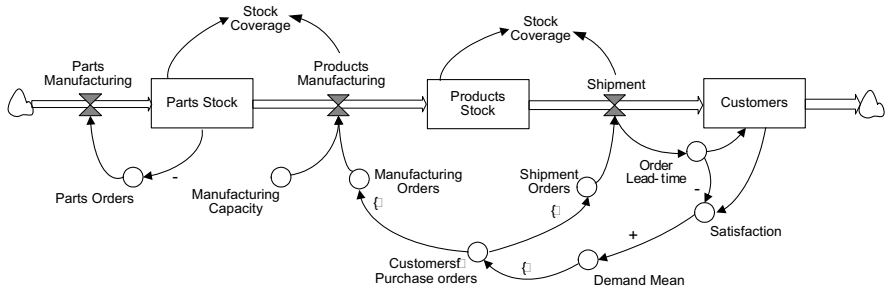 Stock
Coverage
Stock
Coverage
Parts
Manufacturing
Products
Manufacturing
Shipment
Parts Stock
Products
Stock
Customers
Parts Orders
-
Manufacturing
Capacity
Manufacturing
Orders
Shipment
Orders
Order
Lead-time
-
Satisfaction
+
{□
{□
{□
Customersf□
Purchase orders
Demand Mean